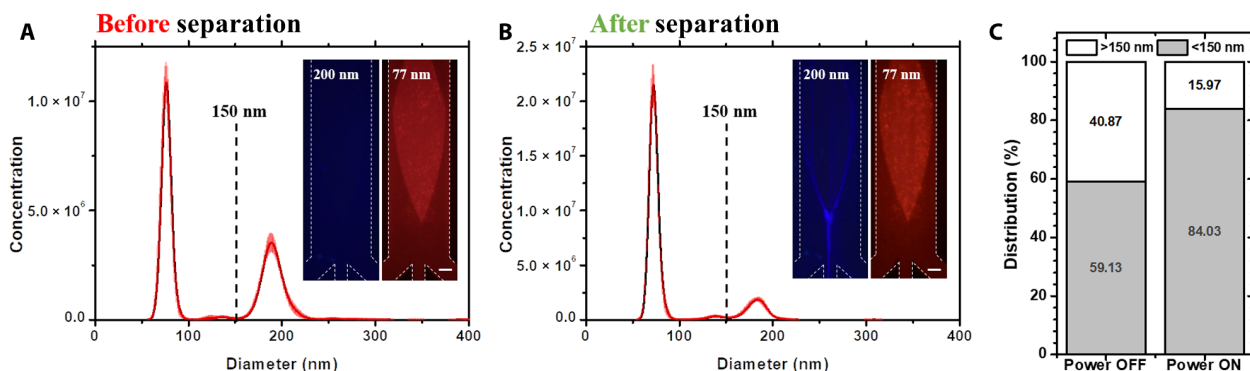 A
Before separation
Concentration
1.0 × 10⁷
5.0 × 10⁶
0.0
150 nm
200 nm
77 nm
0
100
200
300
400
Diameter (nm)
B
After separation
Concentration
2.5 × 10⁷
2.0 × 10⁷
1.5 × 10⁷
1.0 × 10⁷
5.0 × 10⁶
0.0
150 nm
200 nm
77 nm
0
100
200
300
400
Diameter (nm)
C
>150 nm
<150 nm
Distribution (%)
100
80
60
40
20
0
40.87
59.13
15.97
84.03
Power OFF
Power ON